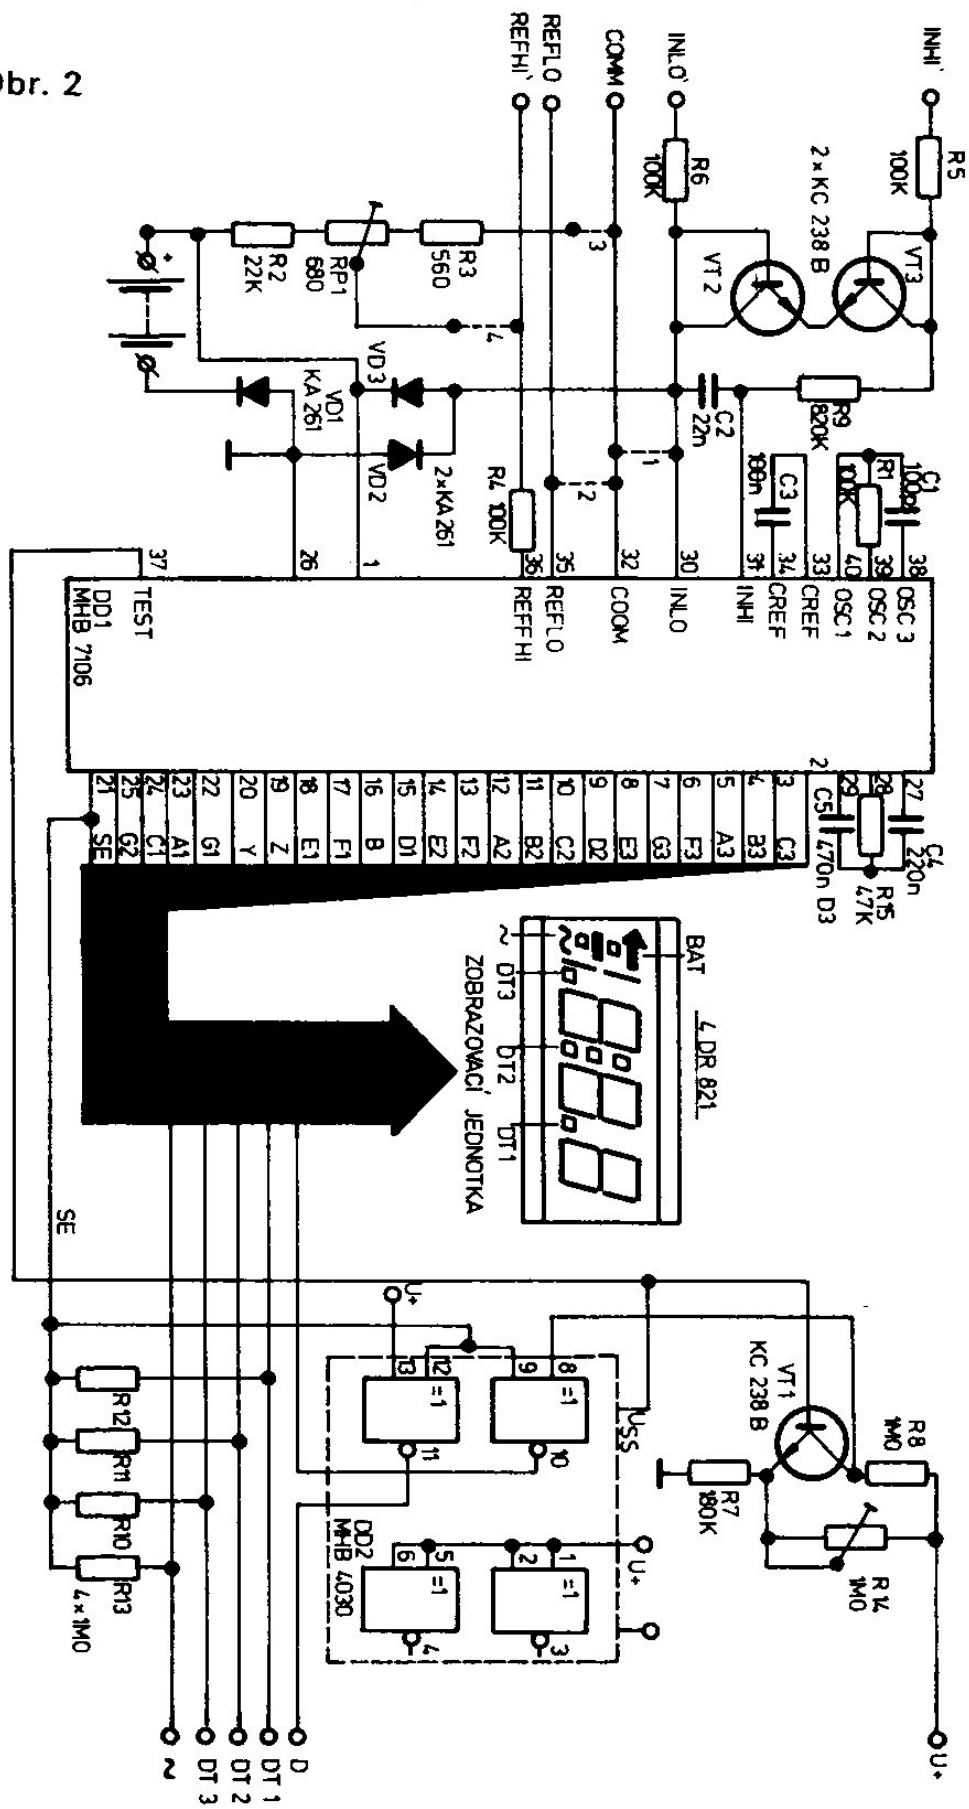 Obr. 2
INHI'
R5
100K
2×KC 238 B
VT3
VT2
INLO'
R6
100K
COMM
REFLO
REFHI'
R9
820K
C2
22n
C1
100p
R1
100K
C3
100n
1
2
3
4
R3
560
RP1
680
R2
22K
+
VD3
VD1
KA 261
VD2
2×KA 261
R4 100K
38
39
40
33
34
31
30
32
35
36
1
26
37
OSC 3
OSC 2
OSC1
CREF
CREF
INHI
INLO
COOM
REFLO
REFF HI
TEST
DD1
MHB 7106
27
28
29
2
C4
220n
R15
47K
C5
470n D3
3 C3
4 B3
5 A3
6 F3
7 G3
8 E3
9 D2
10 C2
11 B2
12 A2
13 F2
14 E2
15 D1
16 B
17 F1
18 E1
19 Z
20 Y
22 G1
23 A1
24 C1
25 G2
21 SE
4 DR 821
BAT
~
DT3
DT2
DT1
ZOBRAZOVACÍ JEDNOTKA
SE
U+
VT1
KC 238 B
R8
1M0
R7
180K
R14
1M0
U+
USS
8
9
=1
10
12
13
=1
11
U+
1
2
=1
3
5
6
=1
4
DD2
MHB 4030
R12
R11
R10
R13
4×1M0
D
DT 1
DT 2
DT 3
~